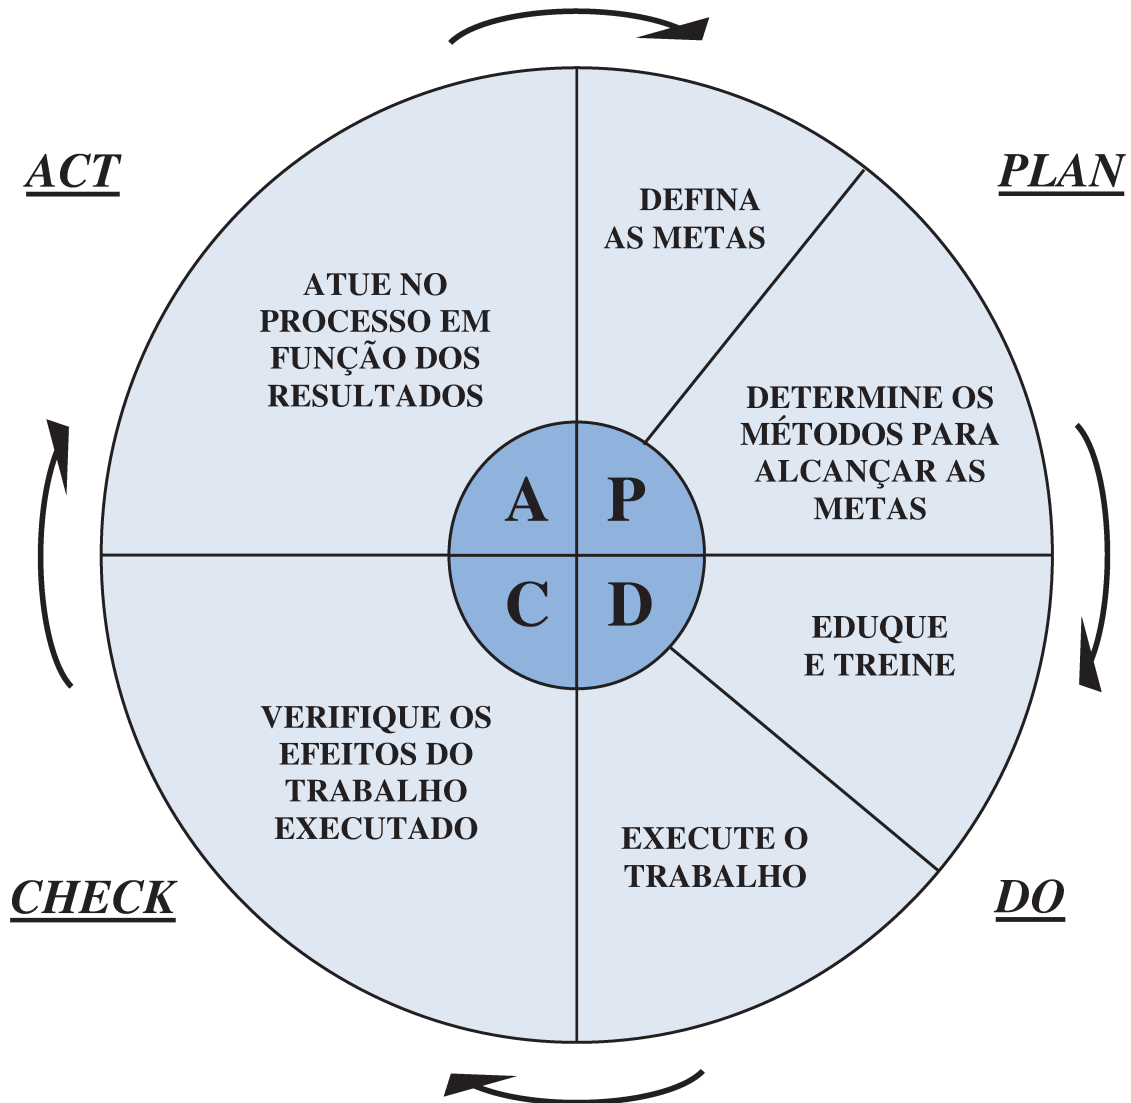 ACT
PLAN
DEFINA
AS METAS
ATUE NO
PROCESSO EM
FUNÇÃO DOS
RESULTADOS
DETERMINE OS
MÉTODOS PARA
ALCANÇAR AS
METAS
A P
C D
EDUQUE
E TREINE
VERIFIQUE OS
EFEITOS DO
TRABALHO
EXECUTADO
EXECUTE O
TRABALHO
CHECK
DO